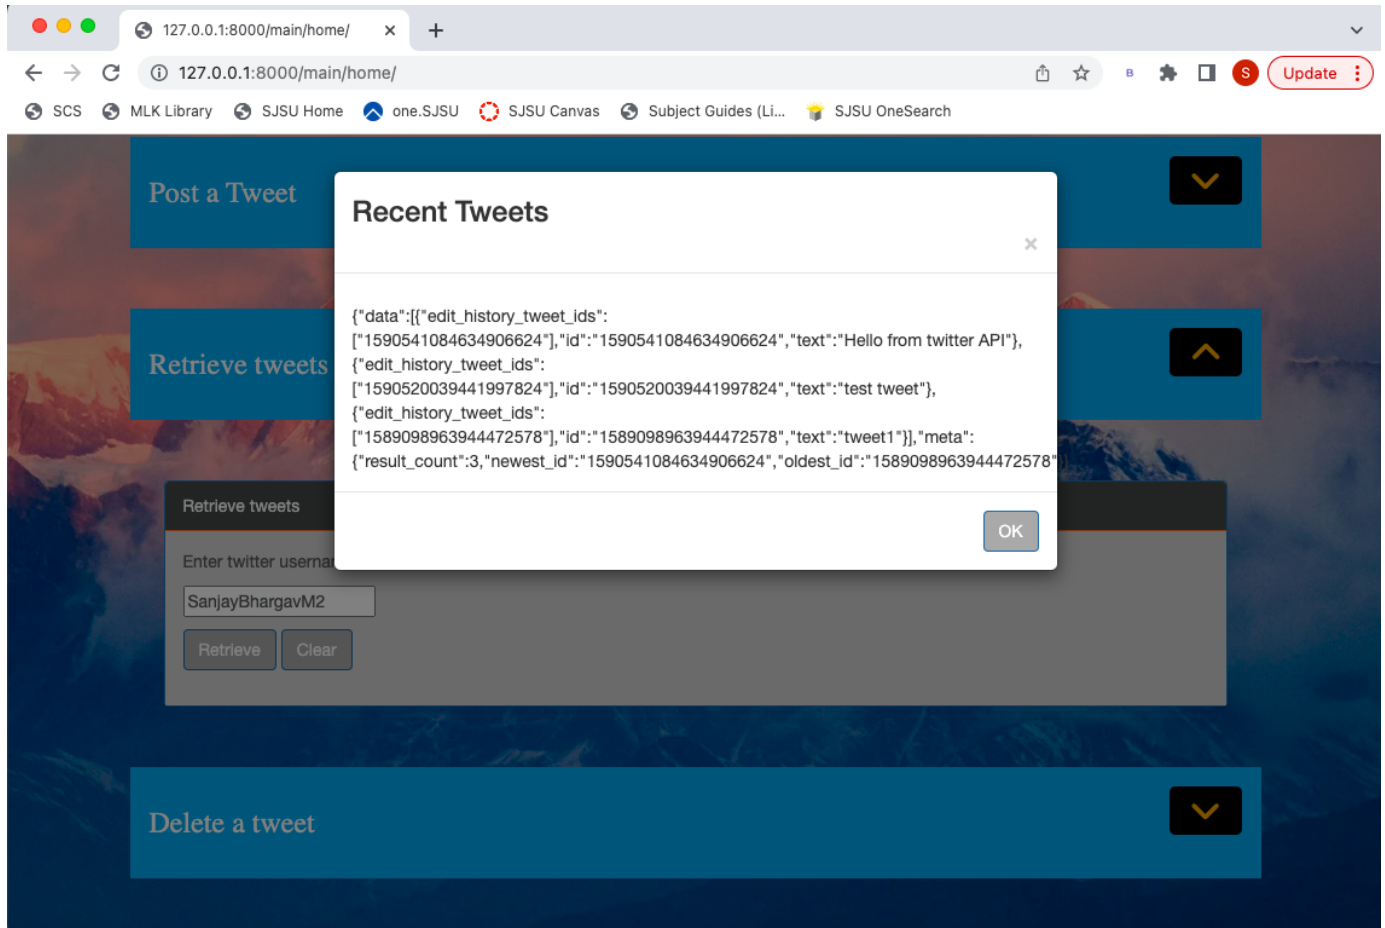 127.0.0.1:8000/main/home/
127.0.0.1:8000/main/home/
B
S
Update
SCS
MLK Library
SJSU Home
one.SJSU
SJSU Canvas
Subject Guides (Li...
SJSU OneSearch
Post a Tweet
Recent Tweets
{"data":[{"edit_history_tweet_ids":
["1590541084634906624"],"id":"1590541084634906624","text":"Hello from twitter API"},
{"edit_history_tweet_ids":
["1590520039441997824"],"id":"1590520039441997824","text":"test tweet"},
{"edit_history_tweet_ids":
["1589098963944472578"],"id":"1589098963944472578","text":"tweet1"}],"meta":
{"result_count":3,"newest_id":"1590541084634906624","oldest_id":"1589098963944472578"}}
OK
Retrieve tweets
Retrieve tweets
Enter twitter usernar
SanjayBhargavM2
Retrieve
Clear
Delete a tweet